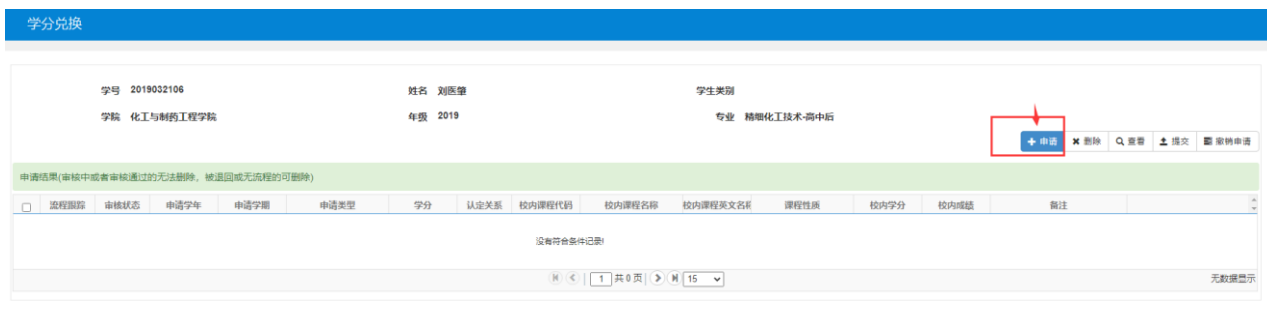 学分兑换
学号 2019032106 姓名 刘医肇 学生类别
学院 化工与制药工程学院 年级 2019 专业 精细化工技术-高中后
申请 删除 查看 提交 撤销申请
申请结果(审核中或者审核通过的无法删除，被退回或无流程的可删除)
流程跟踪 审核状态 申请学年 申请学期 申请类型 学分 认定关系 校内课程代码 校内课程名称 校内课程英文名称 课程性质 校内学分 校内成绩 备注
没有符合条件记录!
1 共 0 页 15 无数据显示